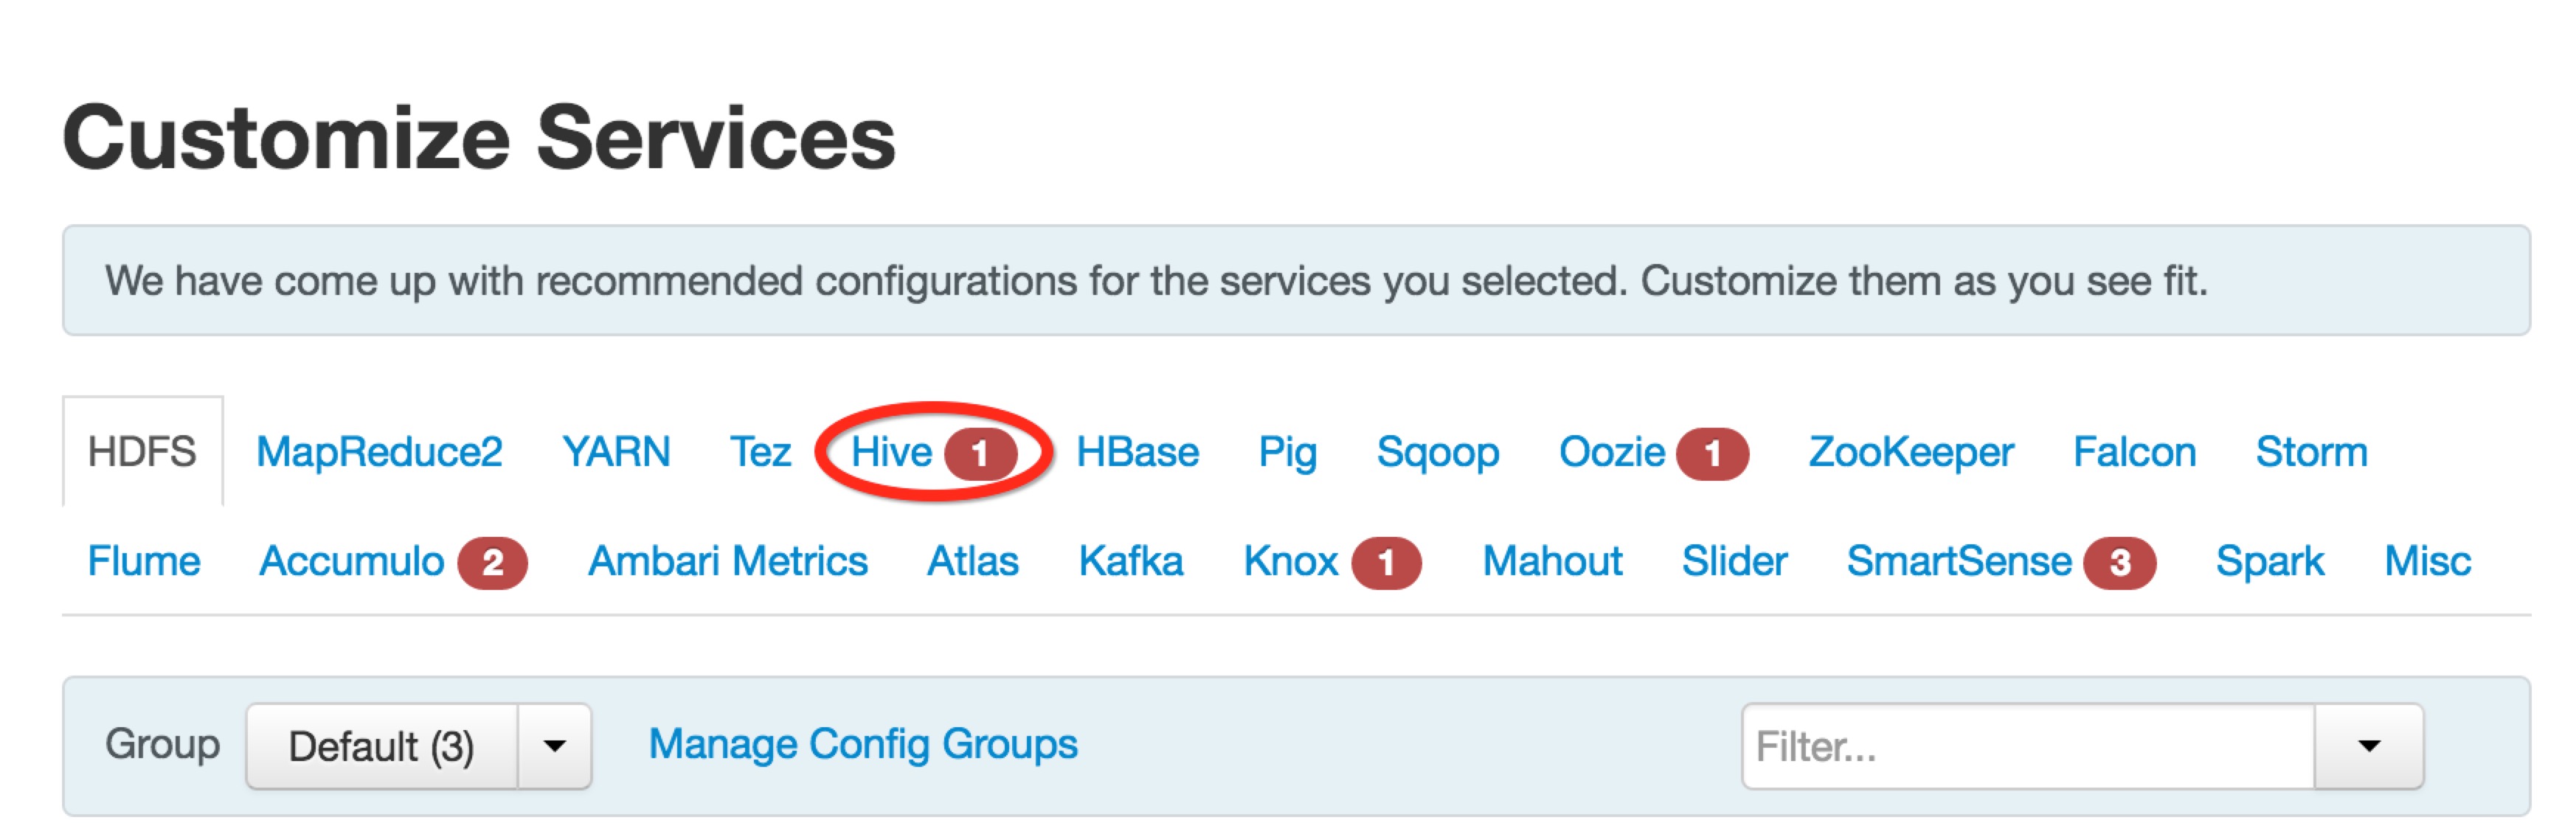 Customize Services
We have come up with recommended configurations for the services you selected. Customize them as you see fit.
HDFS MapReduce2 YARN Tez Hive 1 HBase Pig Sqoop Oozie 1 ZooKeeper Falcon Storm
Flume Accumulo 2 Ambari Metrics Atlas Kafka Knox 1 Mahout Slider SmartSense 3 Spark Misc
Group Default (3) Manage Config Groups Filter...